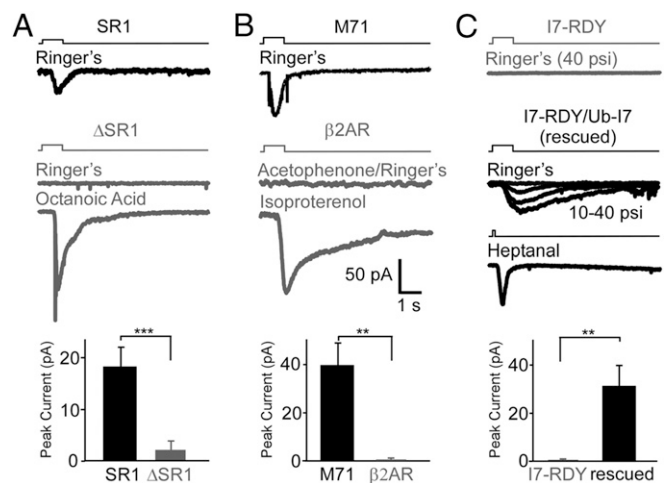 A
SR1
Ringer's
ΔSR1
Ringer's
Octanoic Acid
Peak Current (pA)
20
10
0
***
SR1 ΔSR1
B
M71
Ringer's
β2AR
Acetophenone/Ringer's
Isoproterenol
50 pA
1 s
Peak Current (pA)
40
20
0
**
M71 β2AR
C
I7-RDY
Ringer's (40 psi)
I7-RDY/Ub-I7
(rescued)
Ringer's
10-40 psi
Heptanal
Peak Current (pA)
40
20
0
**
I7-RDY rescued